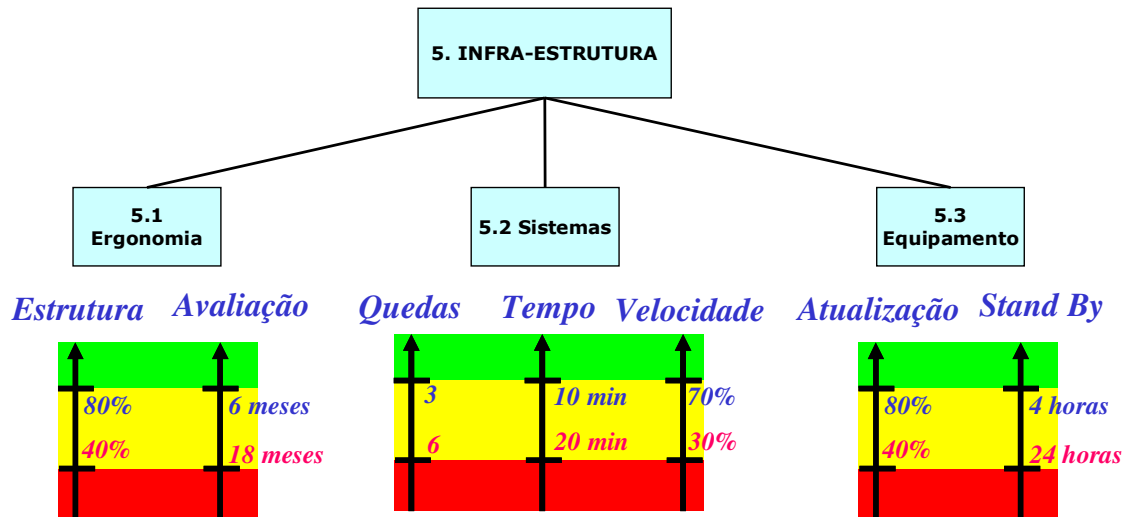 5. INFRA-ESTRUTURA
5.1
Ergonomia
5.2 Sistemas
5.3
Equipamento
Estrutura Avaliação
Quedas Tempo Velocidade
Atualização Stand By
80% 6 meses
40% 18 meses
3 10 min 70%
6 20 min 30%
80% 4 horas
40% 24 horas